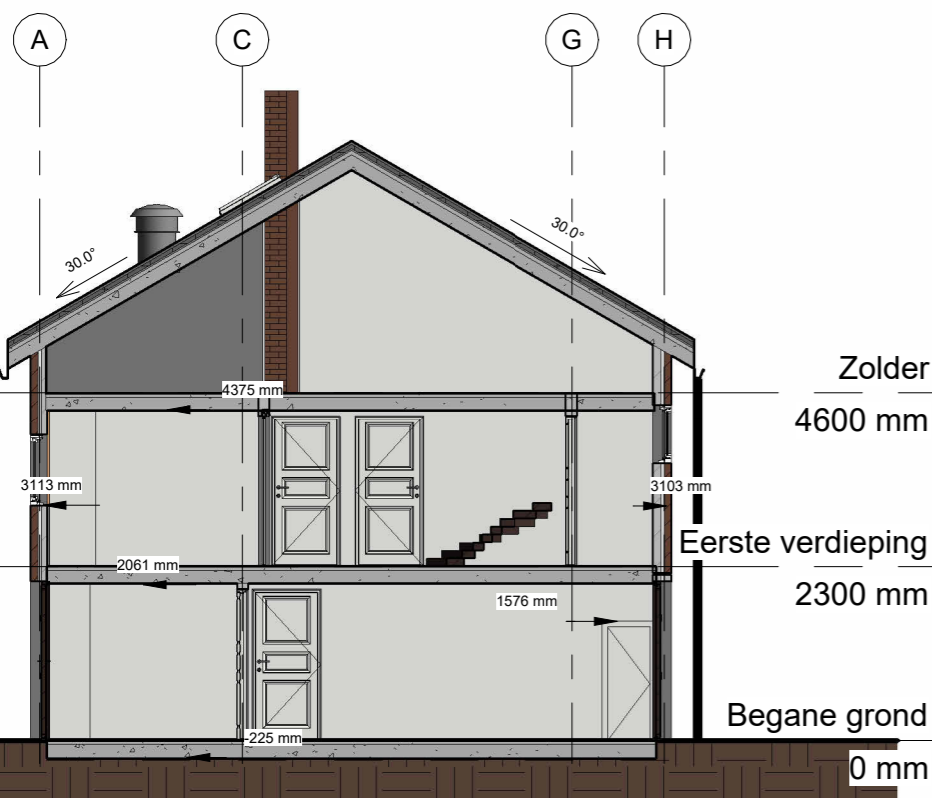 A C G H
30.0°
30.0°
Zolder
4375 mm
4600 mm
3113 mm
3103 mm
Eerste verdieping
2061 mm
2300 mm
1576 mm
Begane grond
-225 mm
0 mm